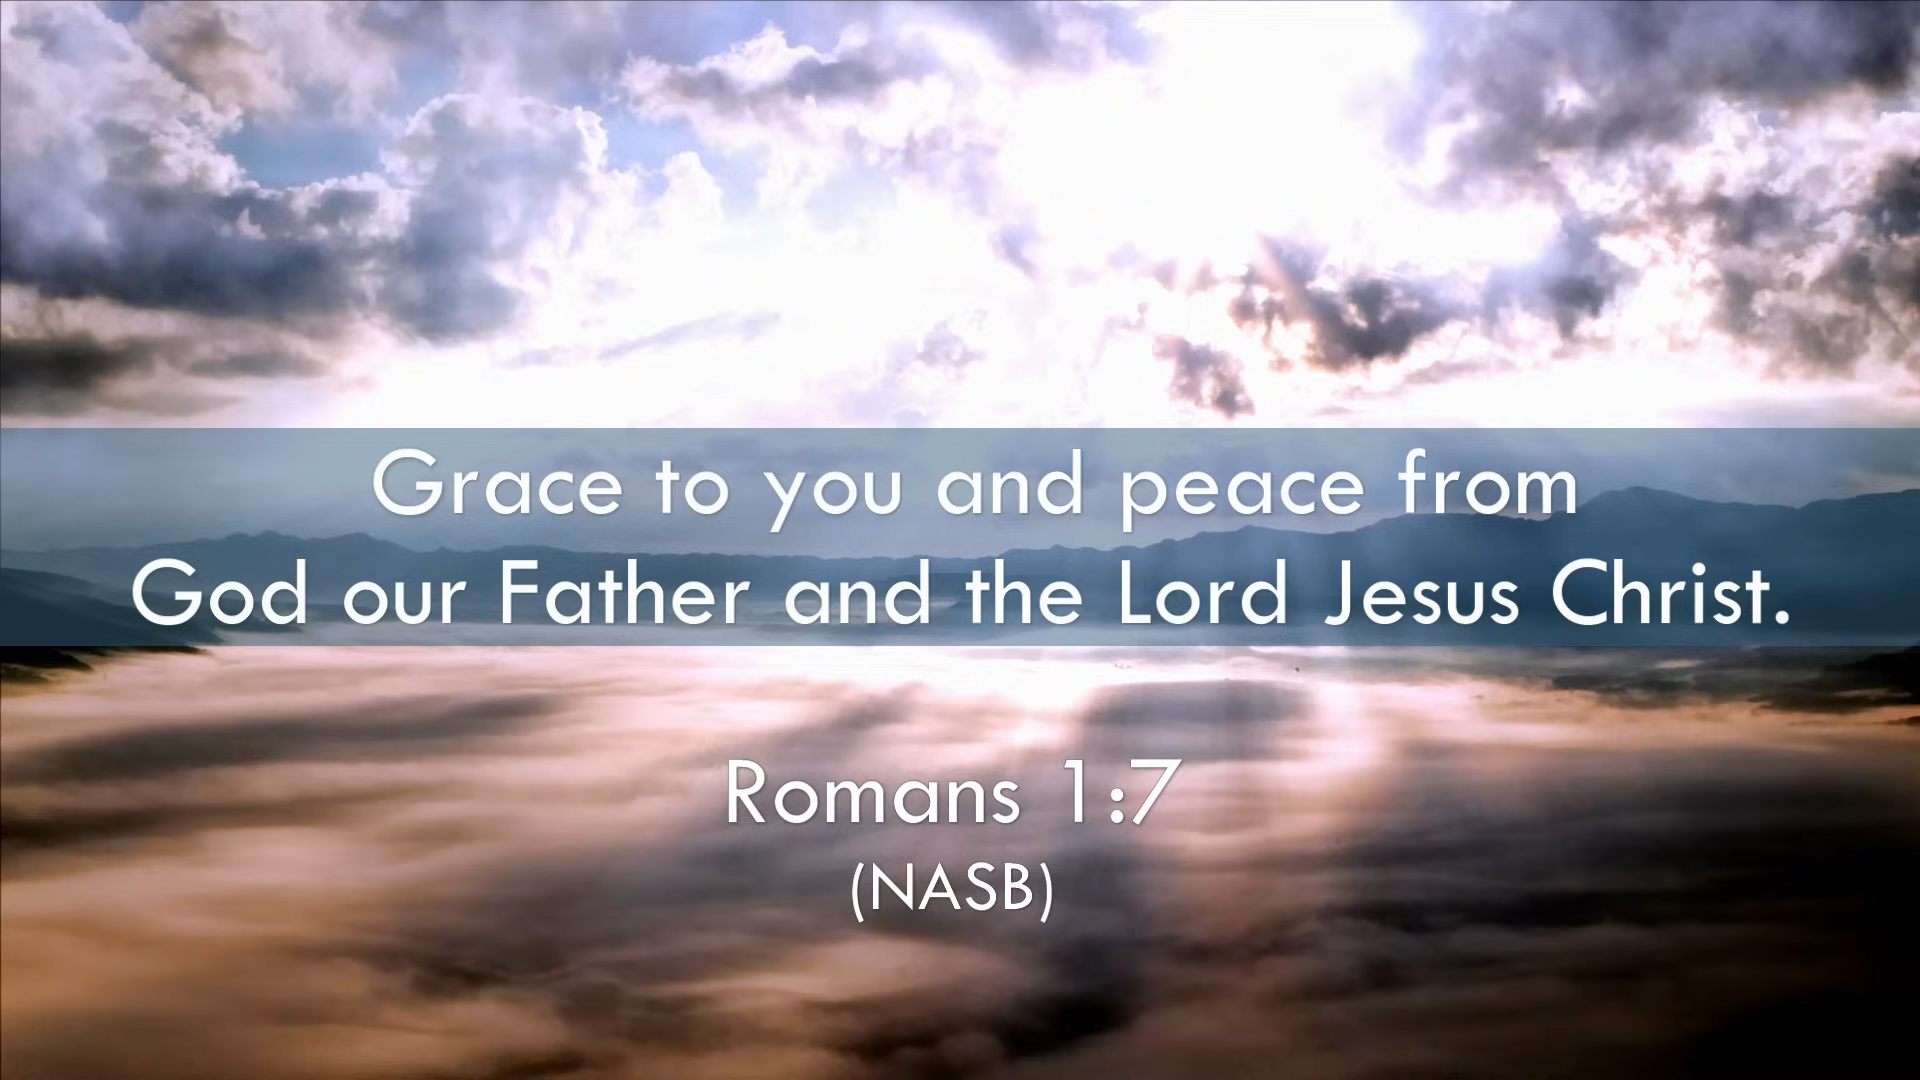 Grace to you and peace from
God our Father and the Lord Jesus Christ.
Romans 1:7
(NASB)